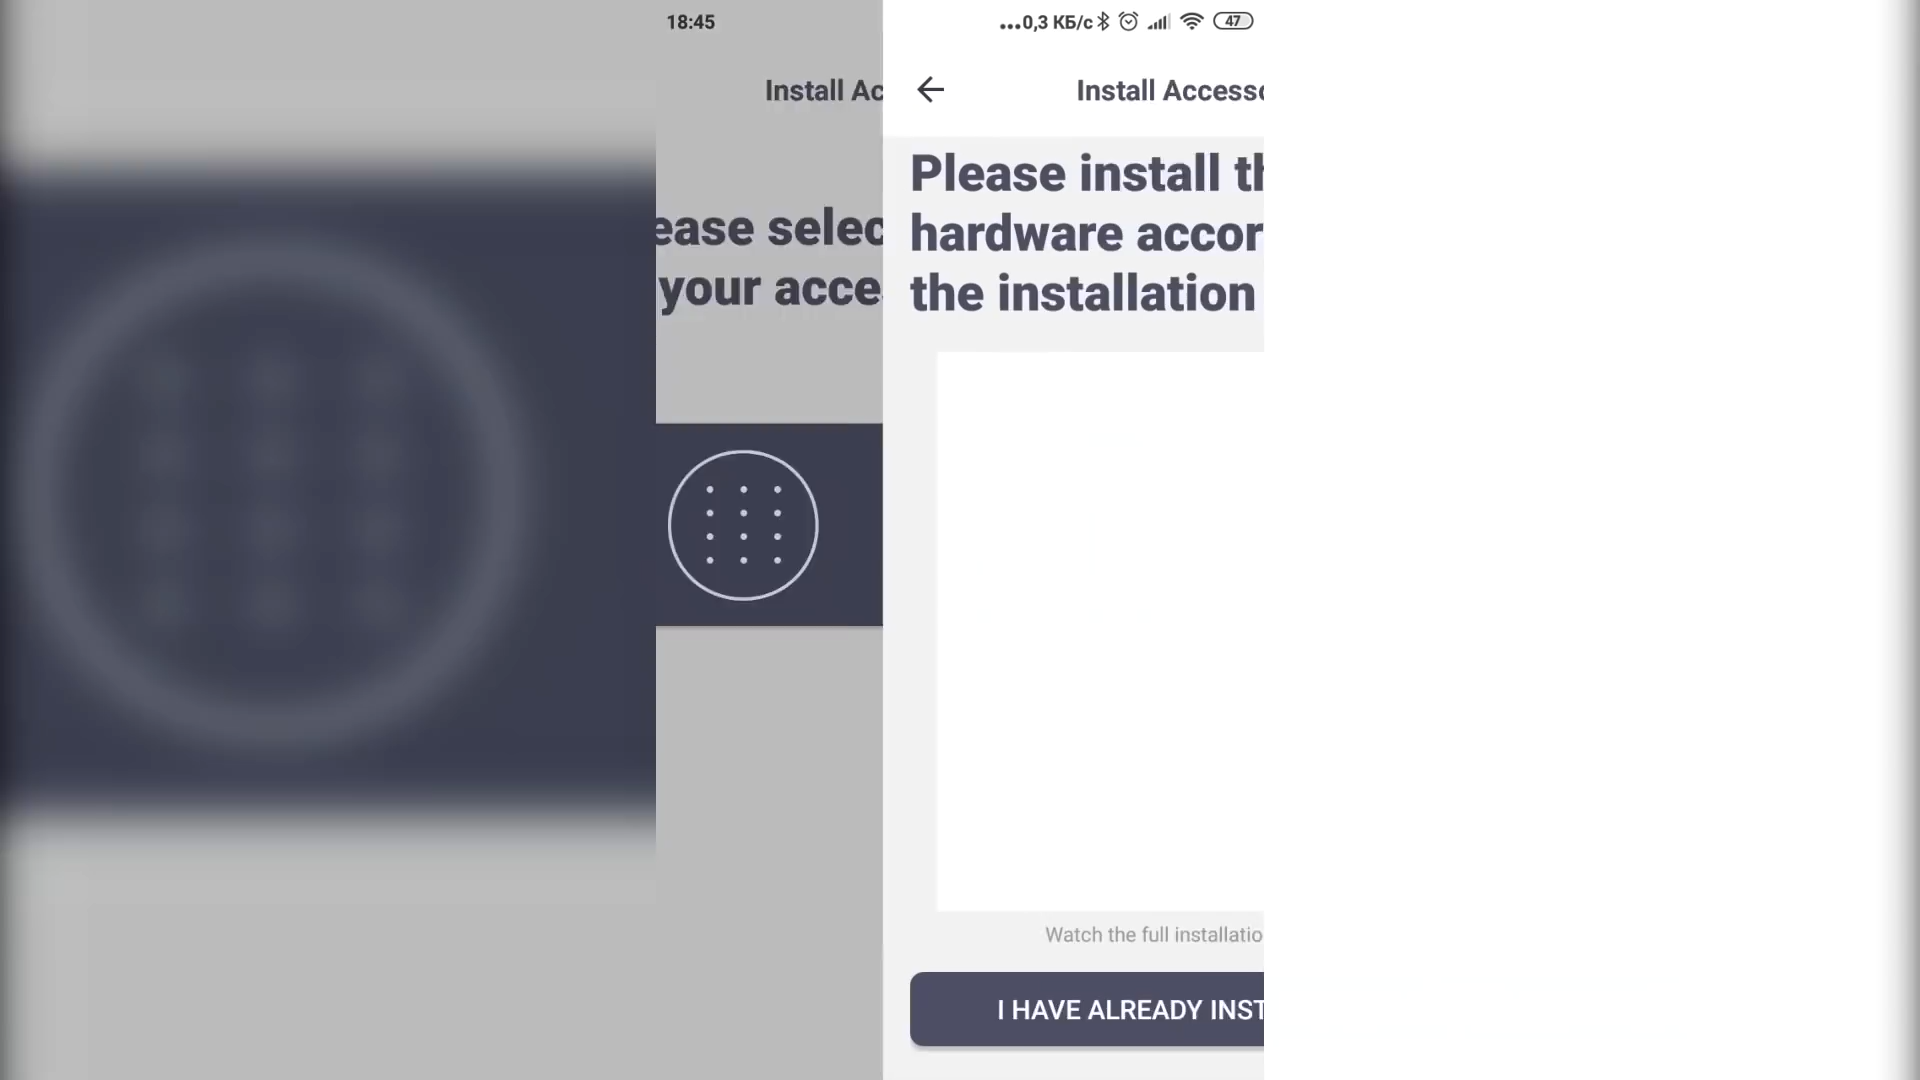 18:45
...0,3 КБ/с
47
Install Ac
ease selec
your acce
Install Accesso
Please install th
hardware accor
the installation
Watch the full installatio
I HAVE ALREADY INST